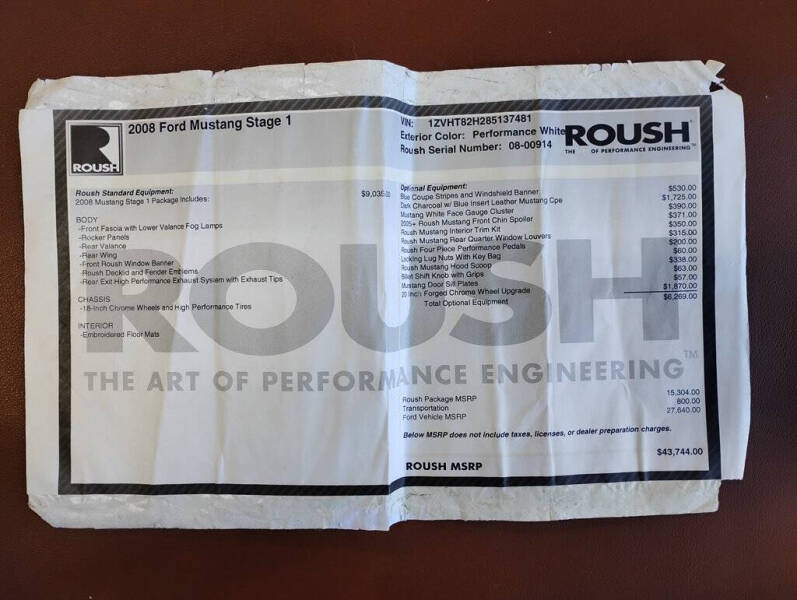 R
ROUSH
2008 Ford Mustang Stage 1
VIN: 1ZVHT82H285137481
Exterior Color: Performance White
Roush Serial Number: 08-00914
ROUSH
THE OF PERFORMANCE ENGINEERING™
Roush Standard Equipment:
2008 Mustang Stage 1 Package Includes: $9,035.00
BODY
-Front Fascia with Lower Valance Fog Lamps
-Rocker Panels
-Rear Valance
-Rear Wing
-Front Roush Window Banner
-Roush Decklid and Fender Emblems
-Rear Exit High Performance Exhaust System with Exhaust Tips
CHASSIS
-18-Inch Chrome Wheels and High Performance Tires
INTERIOR
-Embroidered Floor Mats
Optional Equipment:
Blue Coupe Stripes and Windshield Banner $530.00
Dark Charcoal w/ Blue Insert Leather Mustang Cpe $1,725.00
Mustang White Face Gauge Cluster $390.00
2005+ Roush Mustang Front Chin Spoiler $371.00
Roush Mustang Interior Trim Kit $350.00
Roush Mustang Rear Quarter Window Louvers $315.00
Roush Four Piece Performance Pedals $200.00
Locking Lug Nuts With Key Bag $60.00
Roush Mustang Hood Scoop $338.00
Billet Shift Knob with Grips $63.00
Mustang Door Sill Plates $57.00
20 Inch Forged Chrome Wheel Upgrade $1,870.00
Total Optional Equipment $6,269.00
ROUSH
THE ART OF PERFORMANCE ENGINEERING™
Roush Package MSRP 15,304.00
Transportation 800.00
Ford Vehicle MSRP 27,640.00
Below MSRP does not include taxes, licenses, or dealer preparation charges.
ROUSH MSRP $43,744.00